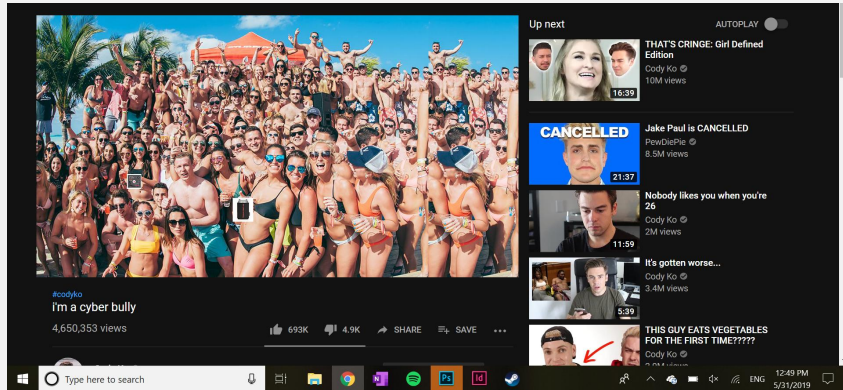 Up next
AUTOPLAY
THAT'S CRINGE: Girl Defined
Edition
Cody Ko
10M views
16:39
CANCELLED
Jake Paul is CANCELLED
PewDiePie
8.5M views
21:37
Nobody likes you when you're
26
Cody Ko
2M views
11:59
It's gotten worse...
Cody Ko
3.4M views
5:39
THIS GUY EATS VEGETABLES
FOR THE FIRST TIME?????
Cody Ko
#codyko
i'm a cyber bully
4,650,353 views
693K
4.9K
SHARE
SAVE
Type here to search
Ps
Id
ENG
12:49 PM
5/31/2019